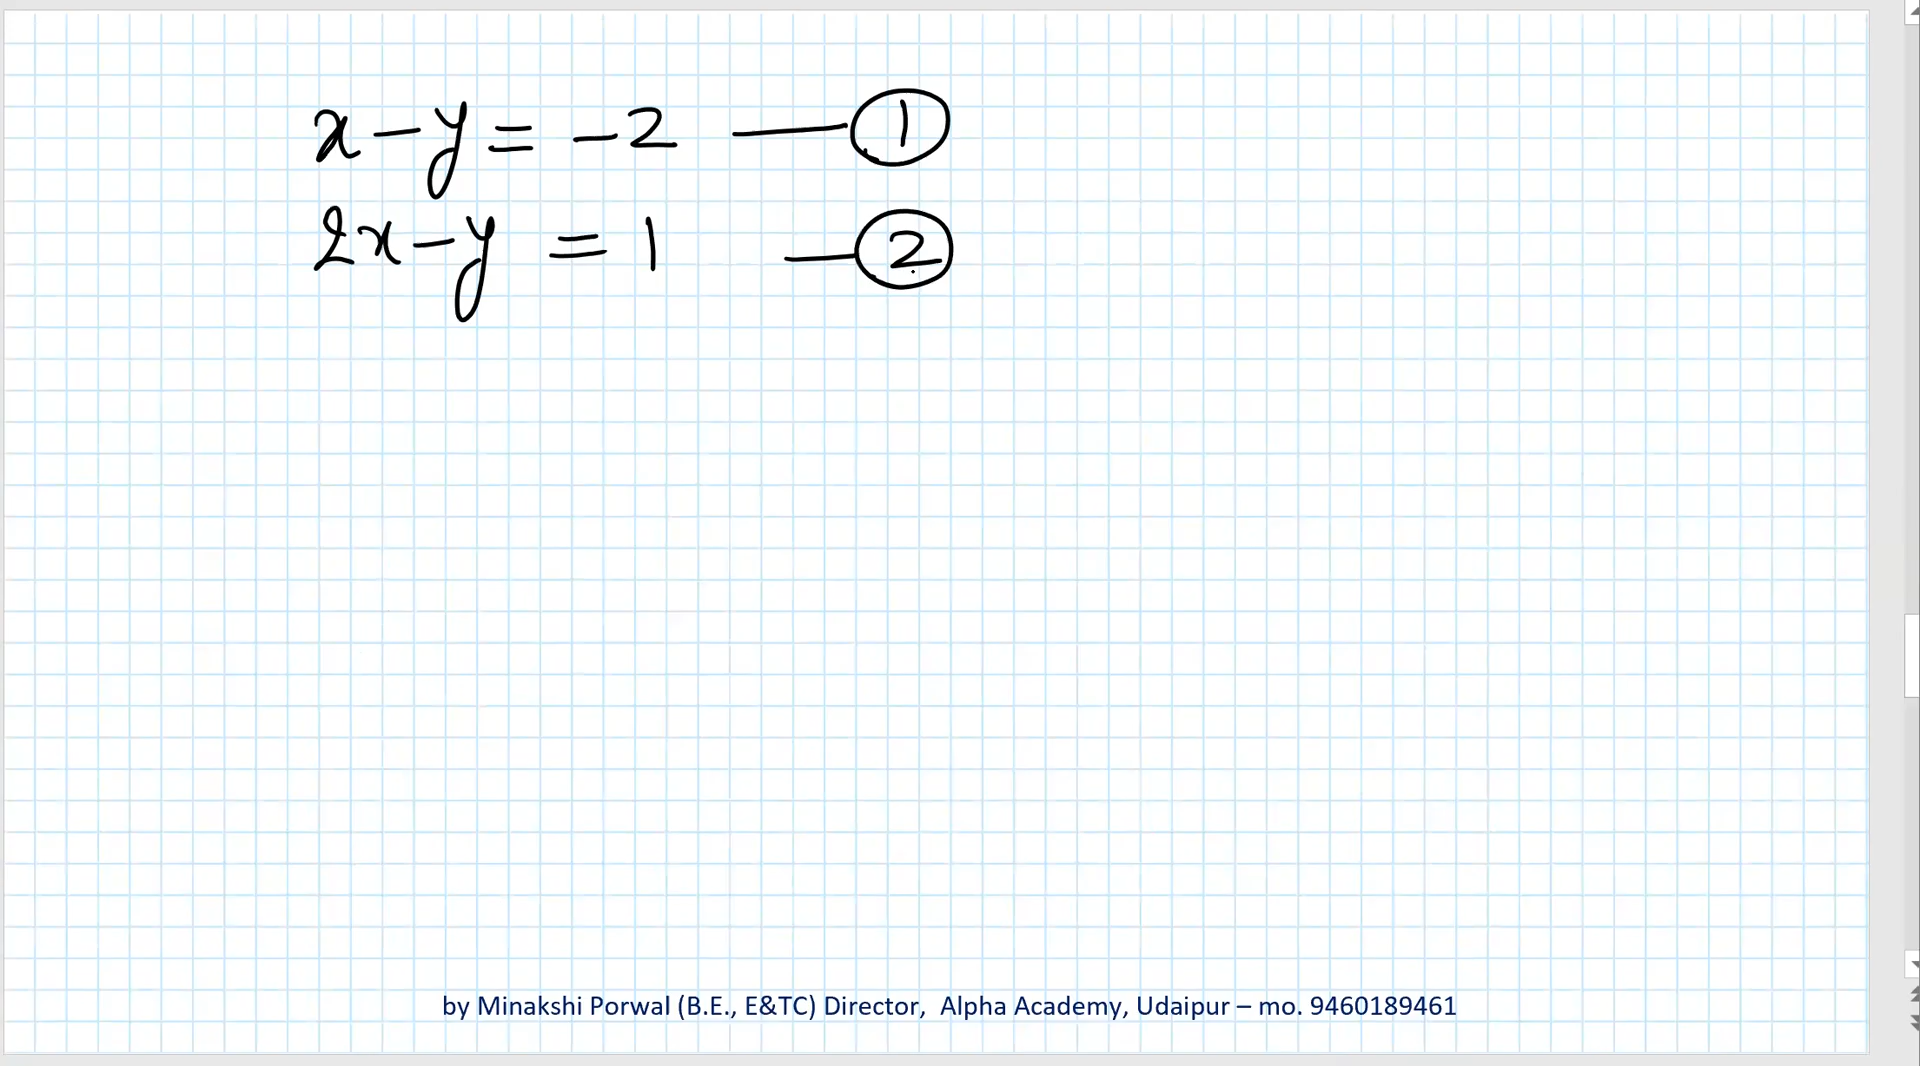 x - y = -2 —— ①
2x - y = 1 — ②
by Minakshi Porwal (B.E., E&TC) Director, Alpha Academy, Udaipur – mo. 9460189461